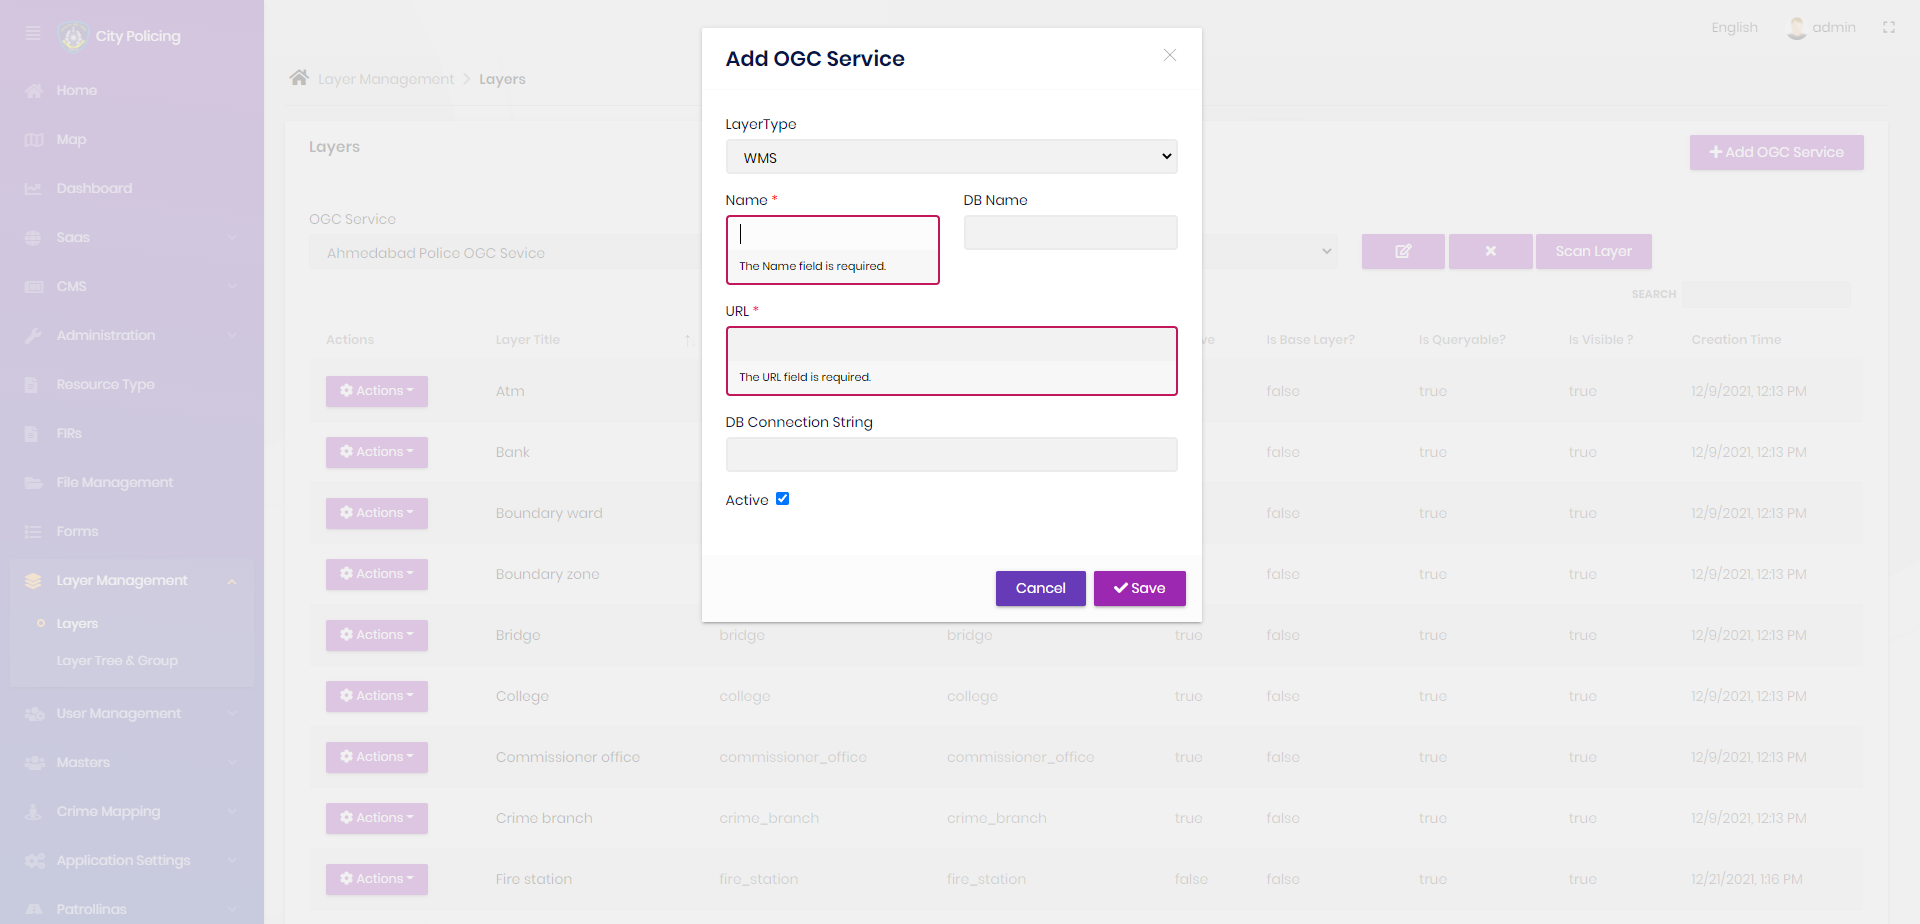 City Policing
English
admin
Home
Map
Dashboard
Saas
CMS
Administration
Resource Type
FIRs
File Management
Forms
Layer Management
Layers
Layer Tree & Group
User Management
Masters
Crime Mapping
Application Settings
Patrollings
Layer Management > Layers
Layers
Add OGC Service
OGC Service
Ahmedabad Police OGC Sevice
Scan Layer
SEARCH
Actions Layer Title Is Base Layer? Is Queryable? Is Visible ? Creation Time
Actions Atm false true true 12/9/2021, 12:13 PM
Actions Bank false true true 12/9/2021, 12:13 PM
Actions Boundary ward false true true 12/9/2021, 12:13 PM
Actions Boundary zone false true true 12/9/2021, 12:13 PM
Actions Bridge bridge bridge true false true true 12/9/2021, 12:13 PM
Actions College college college true false true true 12/9/2021, 12:13 PM
Actions Commissioner office commissioner_office commissioner_office true false true true 12/9/2021, 12:13 PM
Actions Crime branch crime_branch crime_branch true false true true 12/9/2021, 12:13 PM
Actions Fire station fire_station fire_station false false true true 12/21/2021, 1:16 PM
Add OGC Service
LayerType
WMS
Name *
The Name field is required.
DB Name
URL *
The URL field is required.
DB Connection String
Active
Cancel
Save